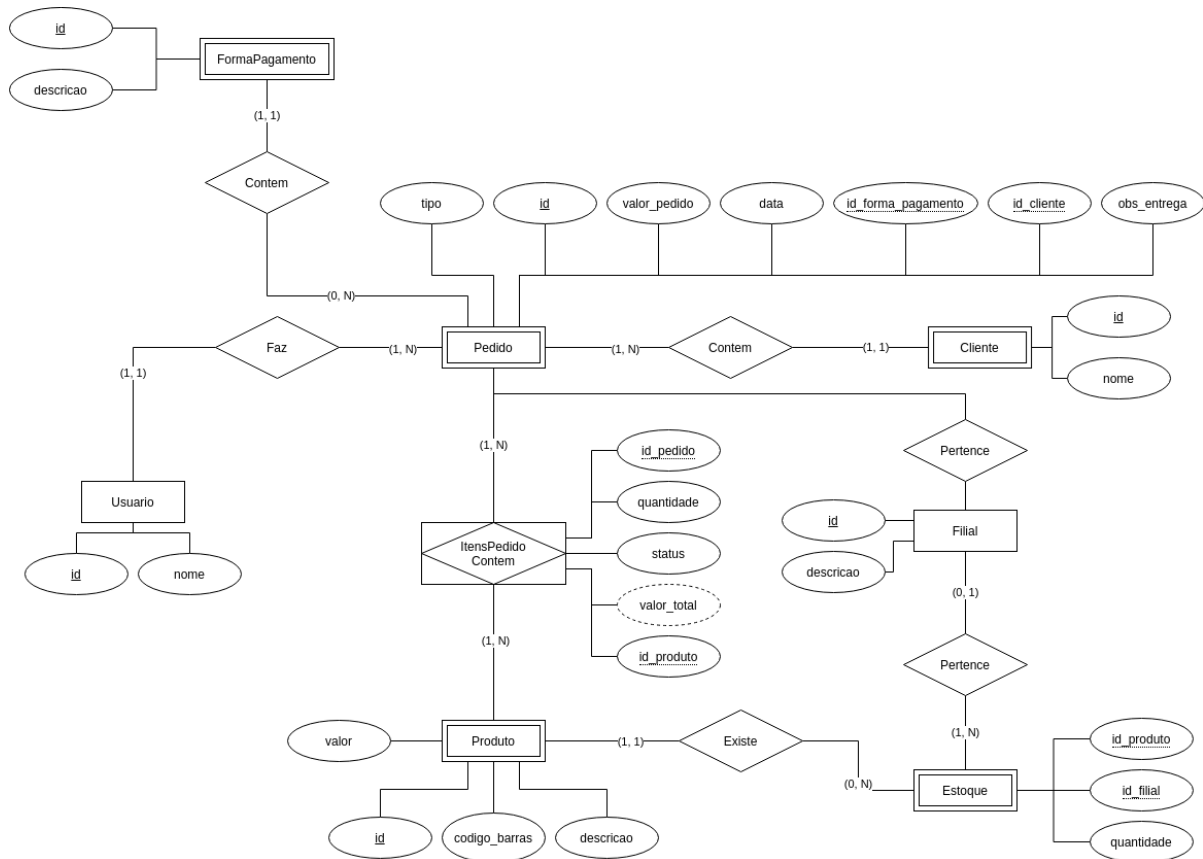 id
FormaPagamento
descricao
(1, 1)
Contem
tipo
id
valor_pedido
data
id_forma_pagamento
id_cliente
obs_entrega
(0, N)
Faz
(1, N)
Pedido
(1, N)
Contem
(1, 1)
Cliente
id
nome
(1, 1)
(1, N)
id_pedido
Pertence
Usuario
quantidade
id
Filial
id
nome
ItensPedido
Contem
status
descricao
valor_total
(0, 1)
(1, N)
id_produto
Pertence
valor
Produto
(1, 1)
Existe
(1, N)
id_produto
(0, N)
Estoque
id_filial
id
codigo_barras
descricao
quantidade